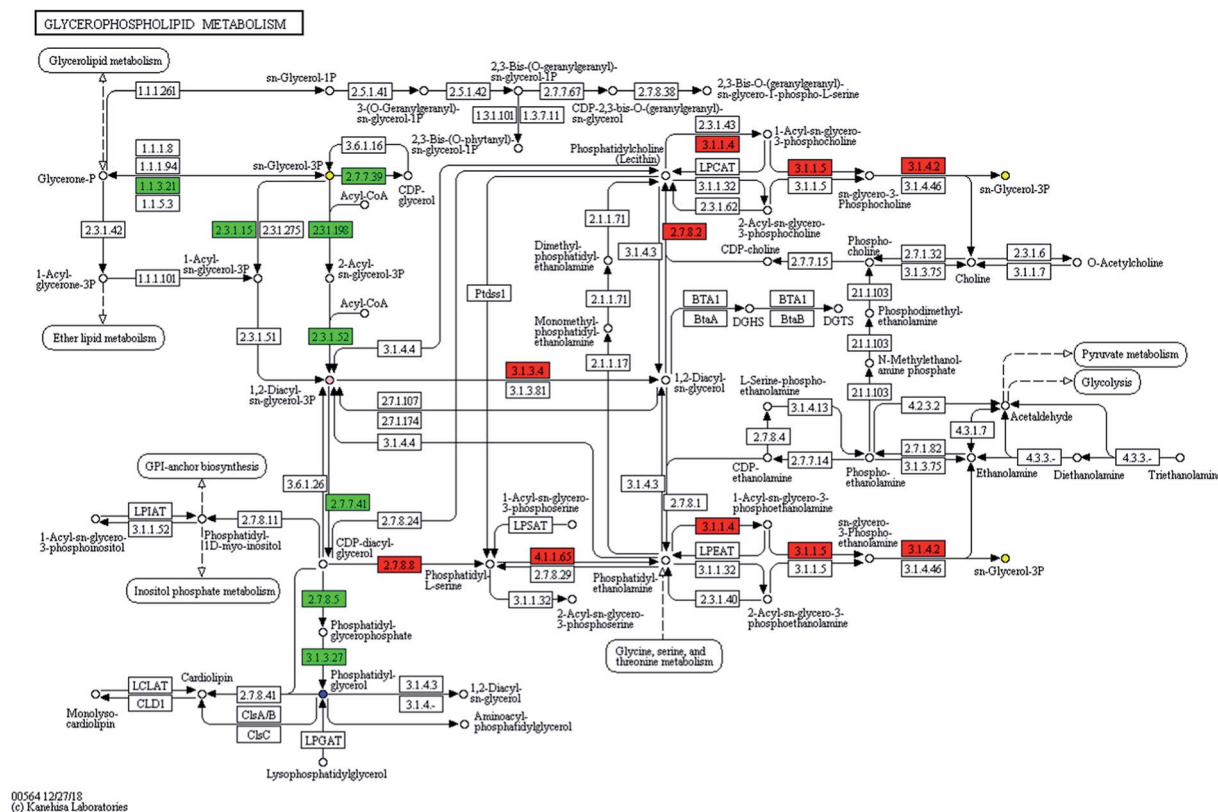 GLYCEROPHOSPHOLIPID METABOLISM
Glycerolipid metabolism
1.1.1.261
sn-Glycerol-1P
2.5.1.41
3-(O-Geranylgeranyl)-
sn-glycerol-1P
2.5.1.42
2,3-Bis-(O-geranylgeranyl)-
sn-glycerol-1P
2.7.7.67
CDP-2,3-bis-O-(geranylgeranyl)-
sn-glycerol
2.7.8.38
2,3-Bis-O-(geranylgeranyl)-
sn-glycero-1-phospho-L-serine
1.3.1.101
1.3.7.11
2,3-Bis-(O-phytanyl)-
sn-glycerol-1P
1.1.1.8
1.1.1.94
1.1.3.21
1.1.5.3
Glycerone-P
sn-Glycerol-3P
3.6.1.16
2.7.7.39
CDP-
glycerol
Acyl-CoA
2.3.1.42
2.3.1.15
2.3.1.275
2.3.1.198
1-Acyl-
glycerone-3P
1.1.1.101
1-Acyl-
sn-glycerol-3P
2-Acyl-
sn-glycerol-3P
Acyl-CoA
Ether lipid metaboilsm
2.3.1.51
2.3.1.52
3.1.4.4
1,2-Diacyl-
sn-glycerol-3P
3.1.3.4
3.1.3.81
2.7.1.107
2.7.1.174
3.1.4.4
1,2-Diacyl-
sn-glycerol
Ptdss1
Phosphatidylcholine
(Lecithin)
2.1.1.71
Dimethyl-
phosphatidyl-
ethanolamine
2.1.1.71
Monomethyl-
phosphatidyl-
ethanolamine
2.1.1.17
3.1.4.3
2.7.8.2
2.3.1.43
3.1.1.4
LPCAT
3.1.1.32
2.3.1.62
1-Acyl-sn-glycero-
3-phosphocholine
2-Acyl-sn-glycero-
3-phosphocholine
3.1.1.5
3.1.1.5
sn-glycero-3-
Phosphocholine
3.1.4.2
3.1.4.46
sn-Glycerol-3P
CDP-choline
2.7.7.15
Phospho-
choline
2.7.1.32
3.1.3.75
Choline
2.3.1.6
3.1.1.7
O-Acetylcholine
BTA1
BtaA
DGHS
BTA1
BtaB
DGTS
2.1.1.103
Phosphodimethyl-
ethanolamine
2.1.1.103
N-Methylethanol-
amine phosphate
2.1.1.103
Pyruvate metabolism
Glycolysis
Acetaldehyde
L-Serine-phospho-
ethanolamine
3.1.4.13
2.7.8.4
CDP-
ethanolamine
2.7.7.14
Phospho-
ethanolamine
4.2.3.2
2.7.1.82
3.1.3.75
4.3.1.7
Ethanolamine
4.3.3.-
Diethanolamine
4.3.3.-
Triethanolamine
3.1.4.3
2.7.8.1
GPI-anchor biosynthesis
LPIAT
3.1.1.52
1-Acyl-sn-glycero-
3-phosphoinositol
Phosphatidyl-
1D-myo-inositol
2.7.8.11
Inositol phosphate metabolism
3.6.1.26
2.7.7.41
2.7.8.24
CDP-diacyl-
glycerol
2.7.8.8
Phosphatidyl-
L-serine
1-Acyl-sn-glycero-
3-phosphoserine
LPSAT
4.1.1.65
2.7.8.29
3.1.1.32
2-Acyl-sn-glycero-
3-phosphoserine
Phosphatidyl-
ethanolamine
3.1.1.4
LPEAT
3.1.1.32
2.3.1.40
1-Acyl-sn-glycero-3-
phosphoethanolamine
2-Acyl-sn-glycero-3-
phosphoethanolamine
3.1.1.5
3.1.1.5
sn-glycero-
3-Phospho-
ethanolamine
3.1.4.2
3.1.4.46
sn-Glycerol-3P
Glycine, serine, and
threonine metabolism
2.7.8.5
Phosphatidyl-
glycerophosphate
3.1.3.27
Phosphatidyl-
glycerol
LCLAT
CLD1
Monolyso-
cardiolipin
Cardiolipin
2.7.8.41
ClsA/B
ClsC
3.1.4.3
3.1.4.-
1,2-Diacyl-
sn-glycerol
Aminoacyl-
phosphatidylglycerol
LPGAT
Lysophosphatidylglycerol
00564 12/27/18
(c) Kanehisa Laboratories